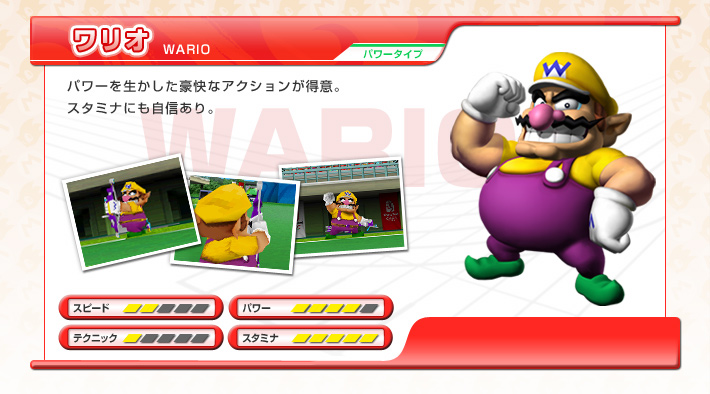 ワリオ WARIO
パワータイプ
パワーを生かした豪快なアクションが得意。
スタミナにも自信あり。
WARIO
W
スピード
パワー
テクニック
スタミナ